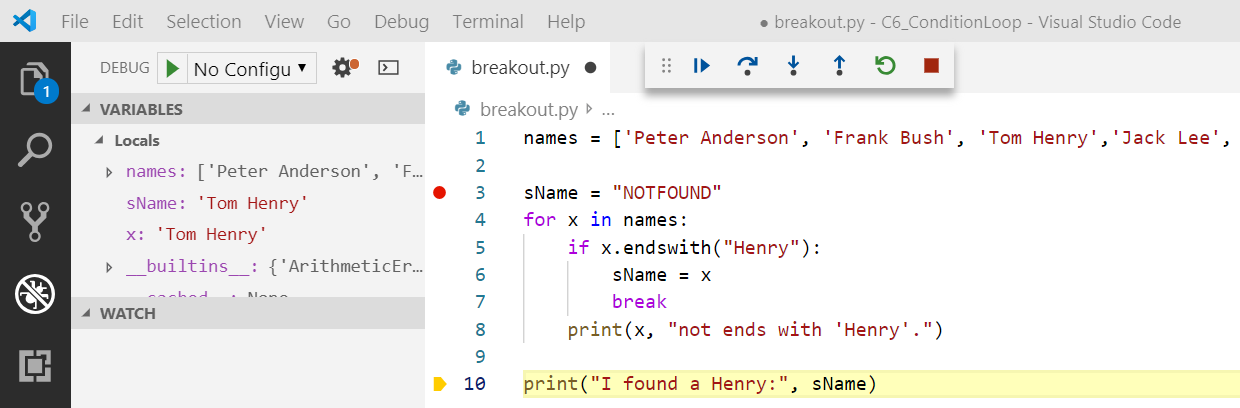 File Edit Selection View Go Debug Terminal Help ● breakout.py - C6_ConditionLoop - Visual Studio Code
DEBUG No Configu ▼
1
VARIABLES
Locals
names: ['Peter Anderson', 'F…
sName: 'Tom Henry'
x: 'Tom Henry'
__builtins__: {'ArithmeticEr…
__cached__: None
WATCH
breakout.py ●
breakout.py ...
1 names = ['Peter Anderson', 'Frank Bush', 'Tom Henry','Jack Lee',
2
3 sName = "NOTFOUND"
4 for x in names:
5 if x.endswith("Henry"):
6 sName = x
7 break
8 print(x, "not ends with 'Henry'.")
9
10 print("I found a Henry:", sName)